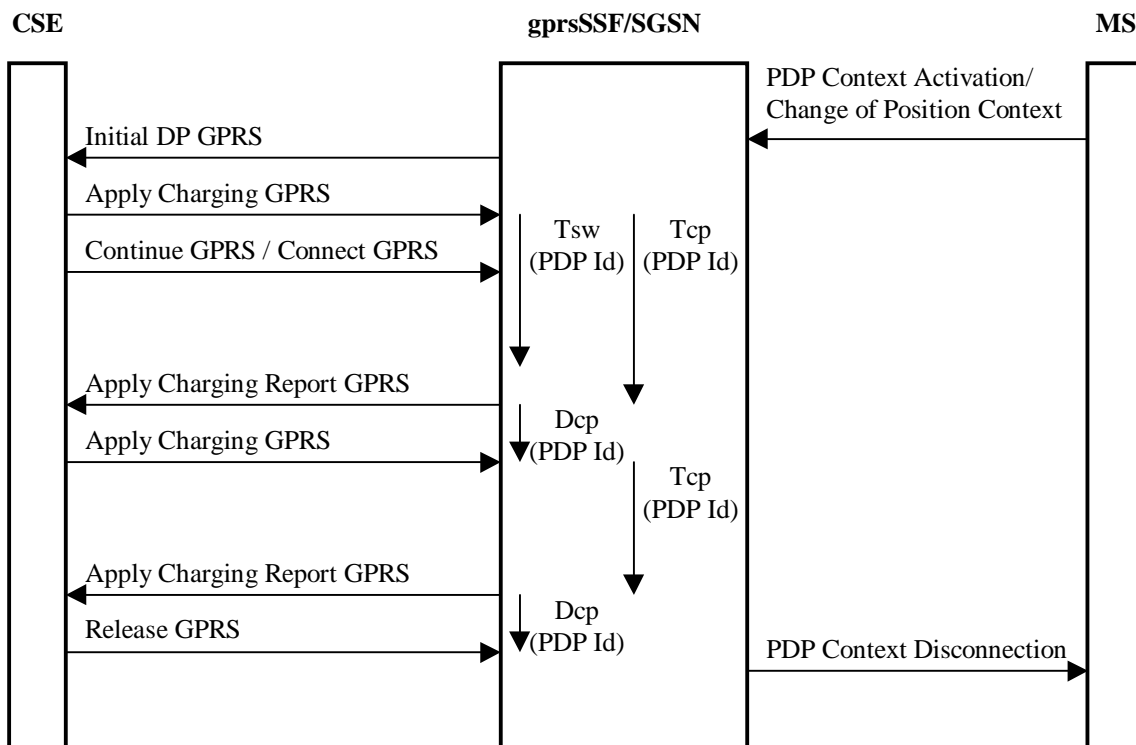 CSE
gprsSSF/SGSN
MS
PDP Context Activation/
Change of Position Context
Initial DP GPRS
Apply Charging GPRS
Tsw
(PDP Id)
Tcp
(PDP Id)
Continue GPRS / Connect GPRS
Apply Charging Report GPRS
Dcp
(PDP Id)
Apply Charging GPRS
Tcp
(PDP Id)
Apply Charging Report GPRS
Dcp
(PDP Id)
Release GPRS
PDP Context Disconnection